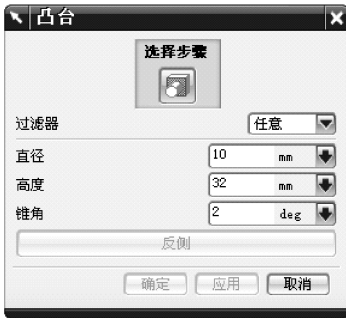 凸台
选择步骤
过滤器 任意
直径 10 mm
高度 32 mm
锥角 2 deg
反侧
确定 应用 取消